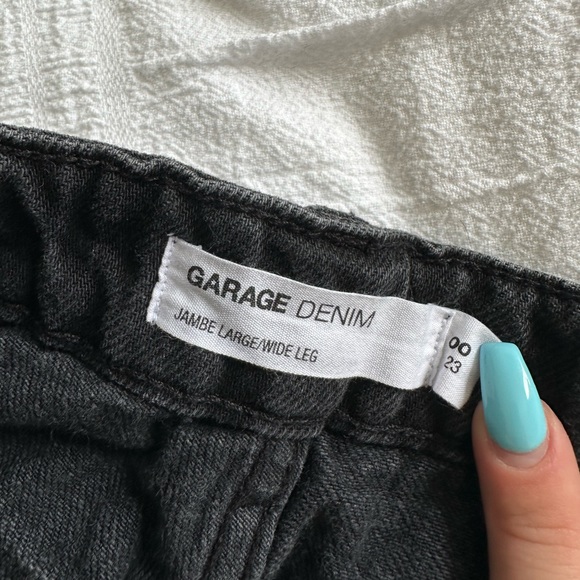 GARAGE DENIM
JAMBE LARGE/WIDE LEG
00
23